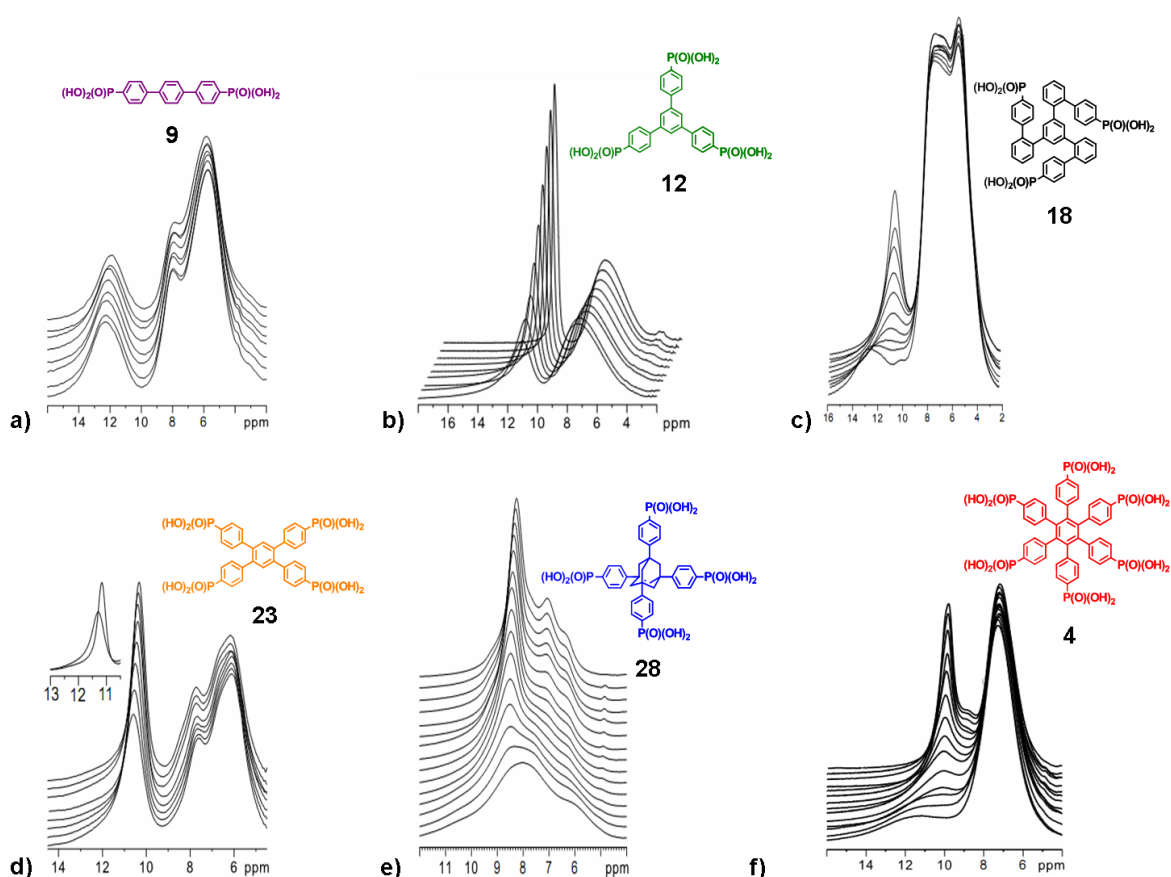 (HO)₂(O)P P(O)(OH)₂
9
14 12 10 8 6 ppm
a)
P(O)(OH)₂
(HO)₂(O)P P(O)(OH)₂
12
16 14 12 10 8 6 4 ppm
b)
(HO)₂(O)P
P(O)(OH)₂
(HO)₂(O)P
18
16 14 12 10 8 6 4 2
c) ppm
(HO)₂(O)P P(O)(OH)₂
(HO)₂(O)P P(O)(OH)₂
23
13 12 11
14 12 10 8 6 ppm
d)
P(O)(OH)₂
(HO)₂(O)P P(O)(OH)₂
P(O)(OH)₂
28
11 10 9 8 7 6 ppm
e)
P(O)(OH)₂
(HO)₂(O)P P(O)(OH)₂
(HO)₂(O)P P(O)(OH)₂
P(O)(OH)₂
4
14 12 10 8 6 ppm
f)